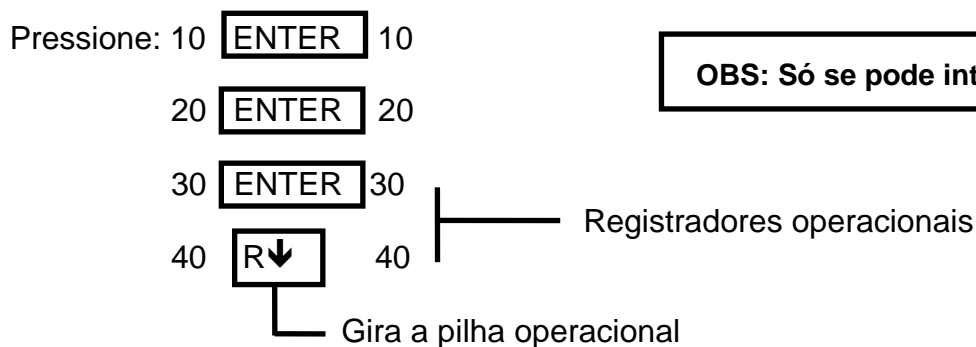 Pressione: 10 ENTER 10
OBS: Só se pode
20 ENTER 20
30 ENTER 30
Registradores operacionais
40 R↓ 40
Gira a pilha operacional